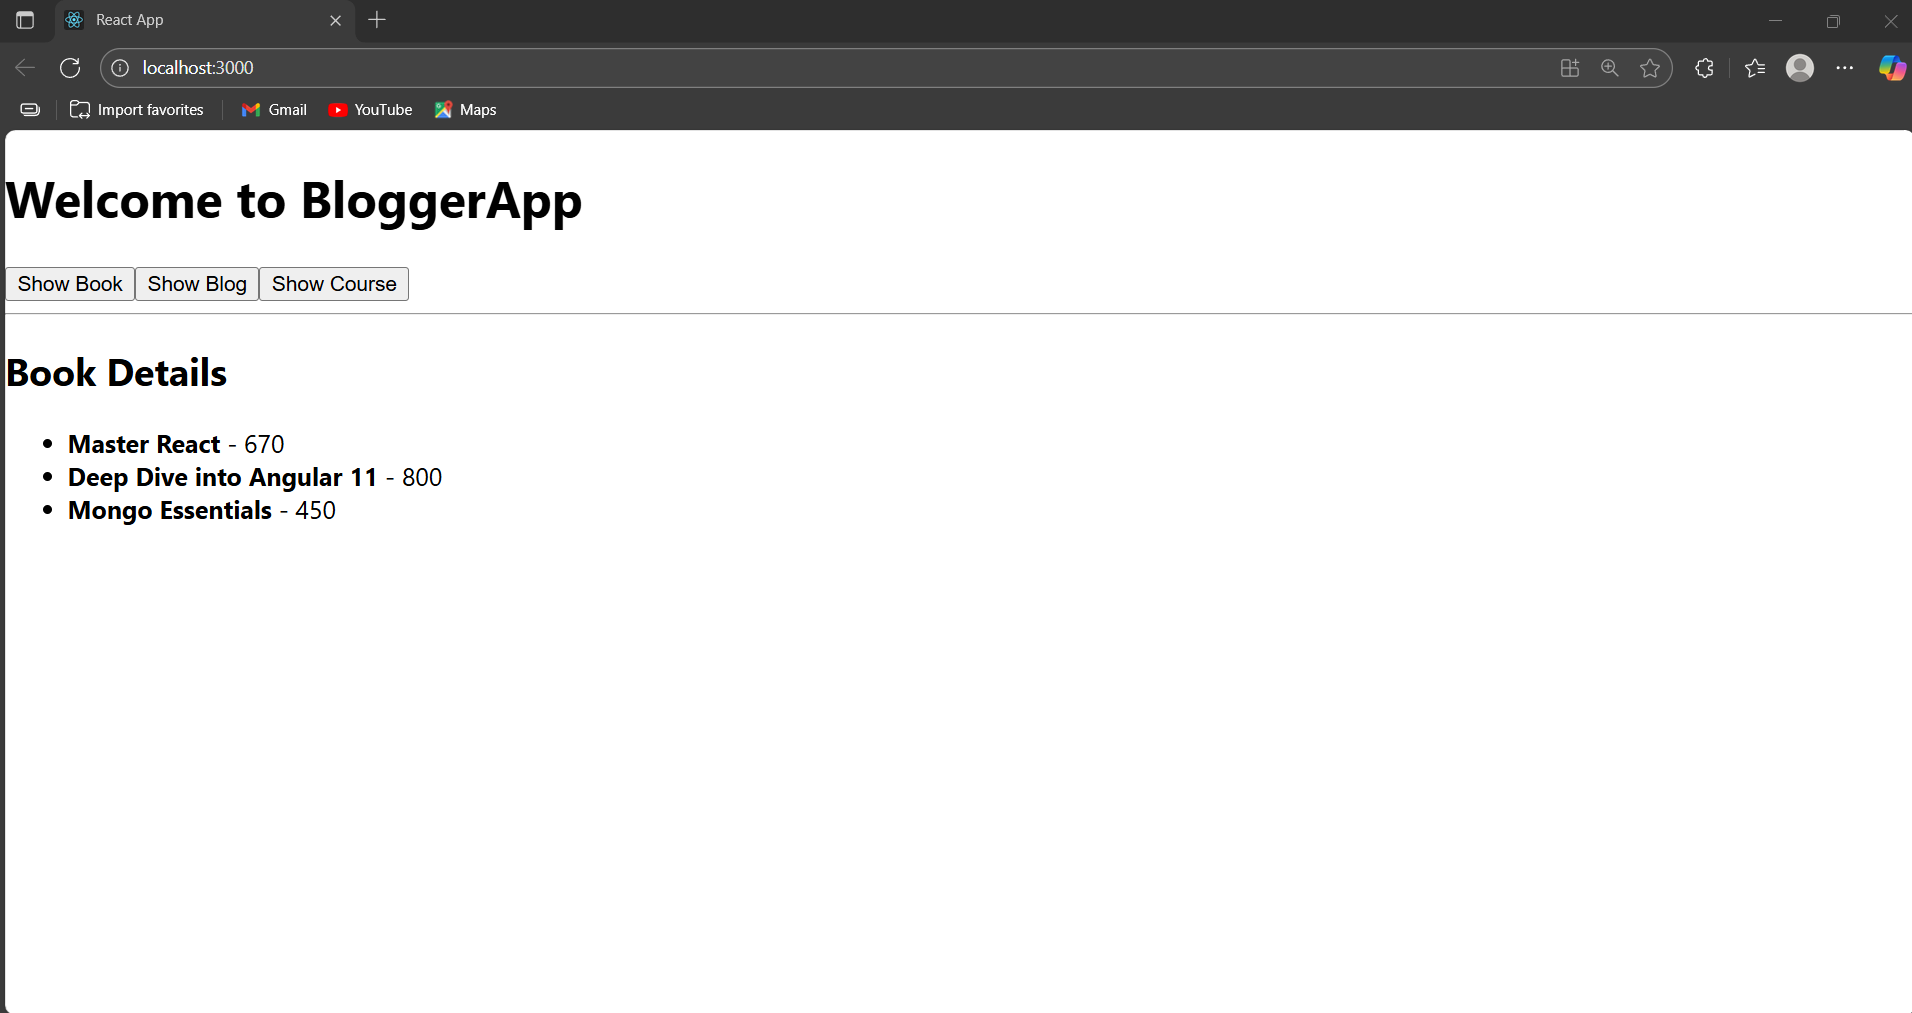 React App
localhost:3000
Import favorites Gmail YouTube Maps
Welcome to BloggerApp
Show Book Show Blog Show Course
Book Details
• Master React - 670
• Deep Dive into Angular 11 - 800
• Mongo Essentials - 450